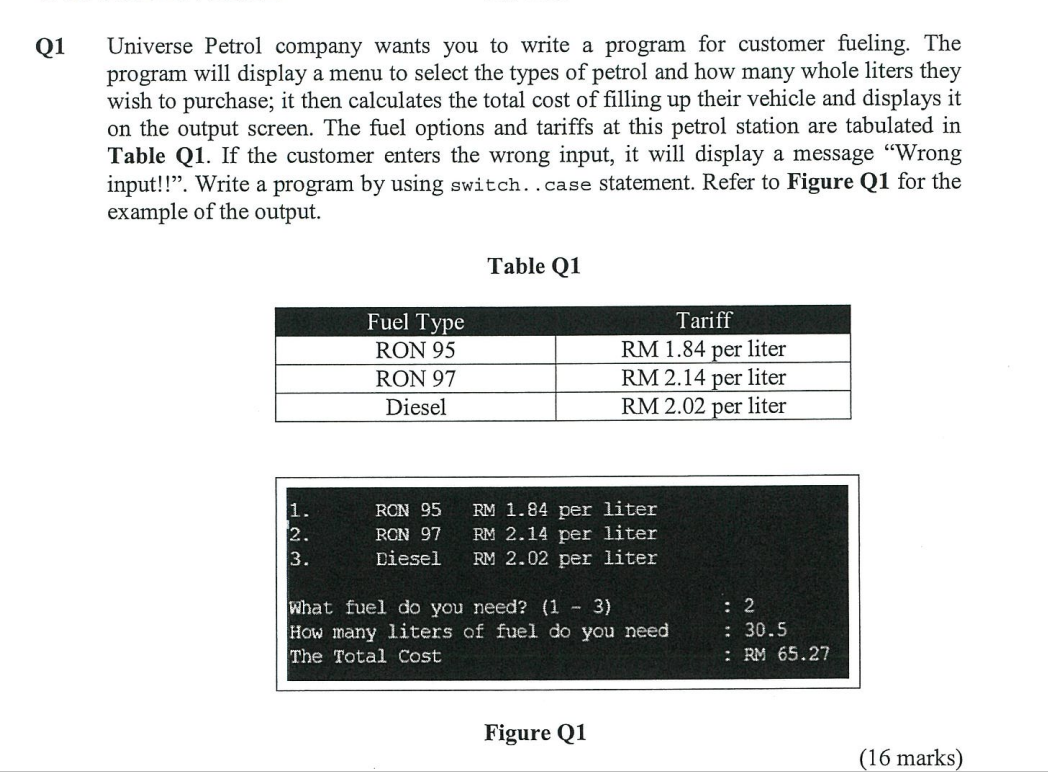 Q1 Universe Petrol company wants you to write a program for customer fueling. The
program will display a menu to select the types of petrol and how many whole liters they
wish to purchase; it then calculates the total cost of filling up their vehicle and displays it
on the output screen. The fuel options and tariffs at this petrol station are tabulated in
Table Q1. If the customer enters the wrong input, it will display a message “Wrong
input!!”. Write a program by using switch..case statement. Refer to Figure Q1 for the
example of the output.
Table Q1
Fuel Type Tariff
RON 95 RM 1.84 per liter
RON 97 RM 2.14 per liter
Diesel RM 2.02 per liter
1. RON 95 RM 1.84 per liter
2. RON 97 RM 2.14 per liter
3. Diesel RM 2.02 per liter
What fuel do you need? (1 - 3) : 2
How many liters of fuel do you need : 30.5
The Total Cost : RM 65.27
Figure Q1
(16 marks)